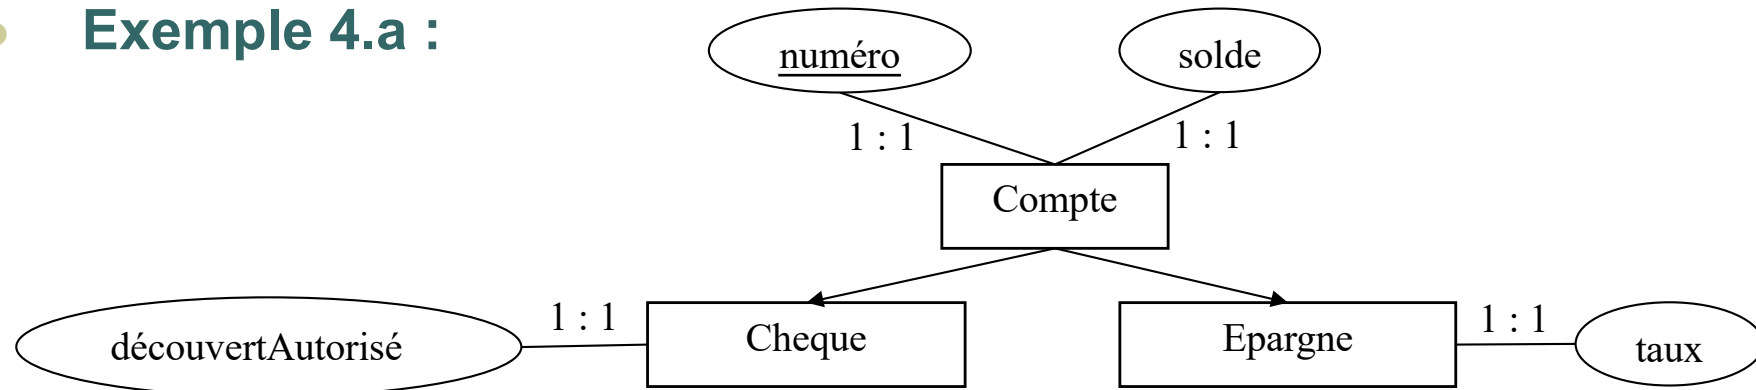 Exemple 4.a :
numéro
solde
1 : 1
1 : 1
Compte
découvertAutorisé
1 : 1
Cheque
Epargne
1 : 1
taux